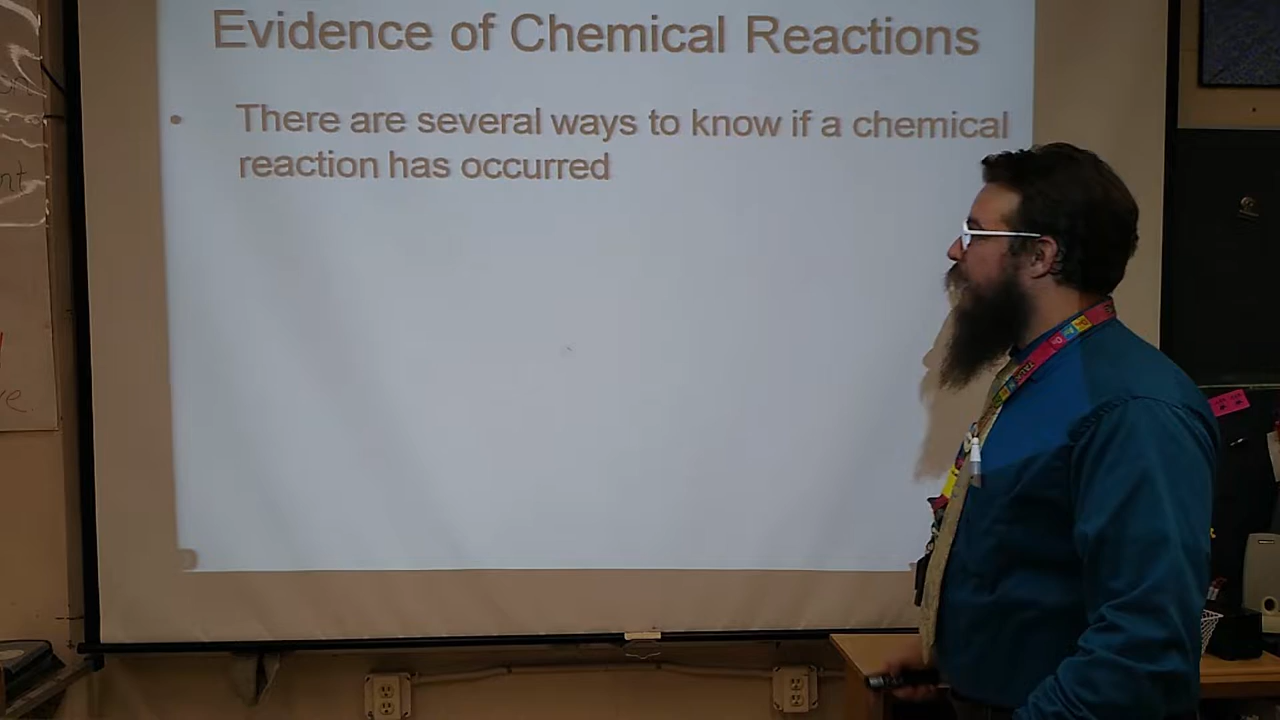 Evidence of Chemical Reactions
• There are several ways to know if a chemical
reaction has occurred